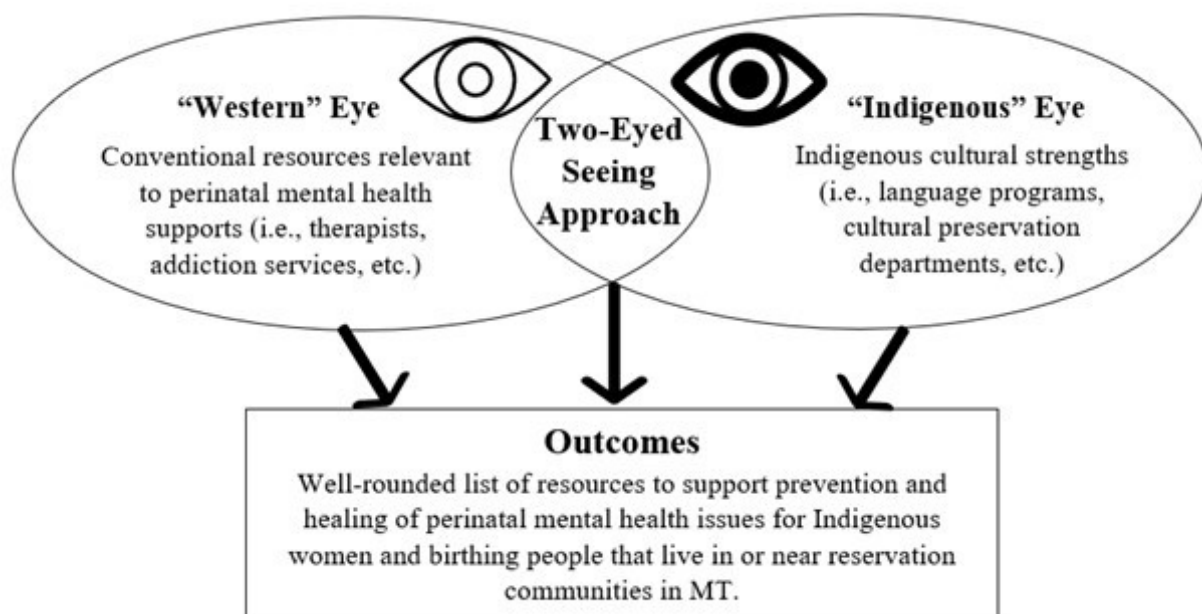 “Western” Eye
Conventional resources relevant
to perinatal mental health
supports (i.e., therapists,
addiction services, etc.)
Two-Eyed
Seeing
Approach
“Indigenous” Eye
Indigenous cultural strengths
(i.e., language programs,
cultural preservation
departments, etc.)
Outcomes
Well-rounded list of resources to support prevention and
healing of perinatal mental health issues for Indigenous
women and birthing people that live in or near reservation
communities in MT.